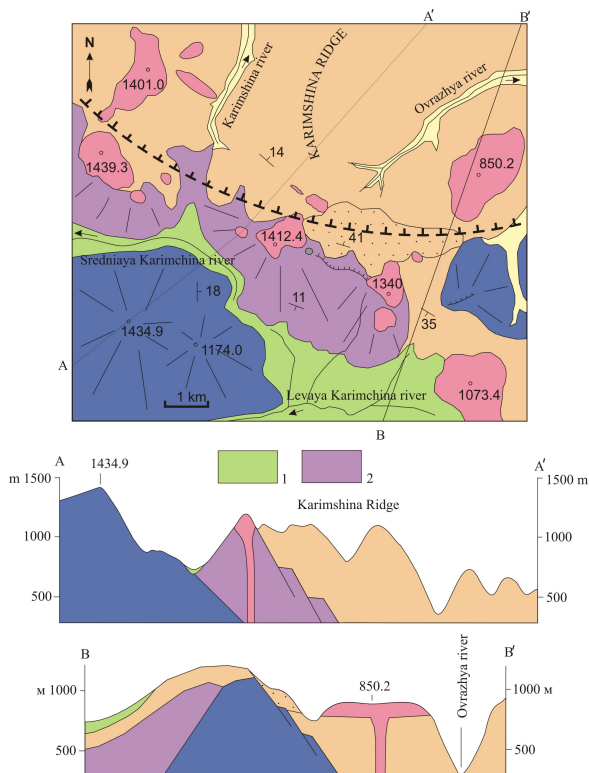 A′
B′
N
Karimshina river
KARIMSHINA RIDGE
Ovrazhya river
1401.0
14
850.2
1439.3
1412.4
41
Sredniaya Karimchina river
1340
18
11
35
1434.9
1174.0
A
1073.4
1 km
Levaya Karimchina river
B
A
1434.9
1
2
A′
m 1500
1500 m
Karimshina Ridge
1000
1000
500
500
B
B′
Ovrazhya river
850.2
м 1000
1000 м
500
500